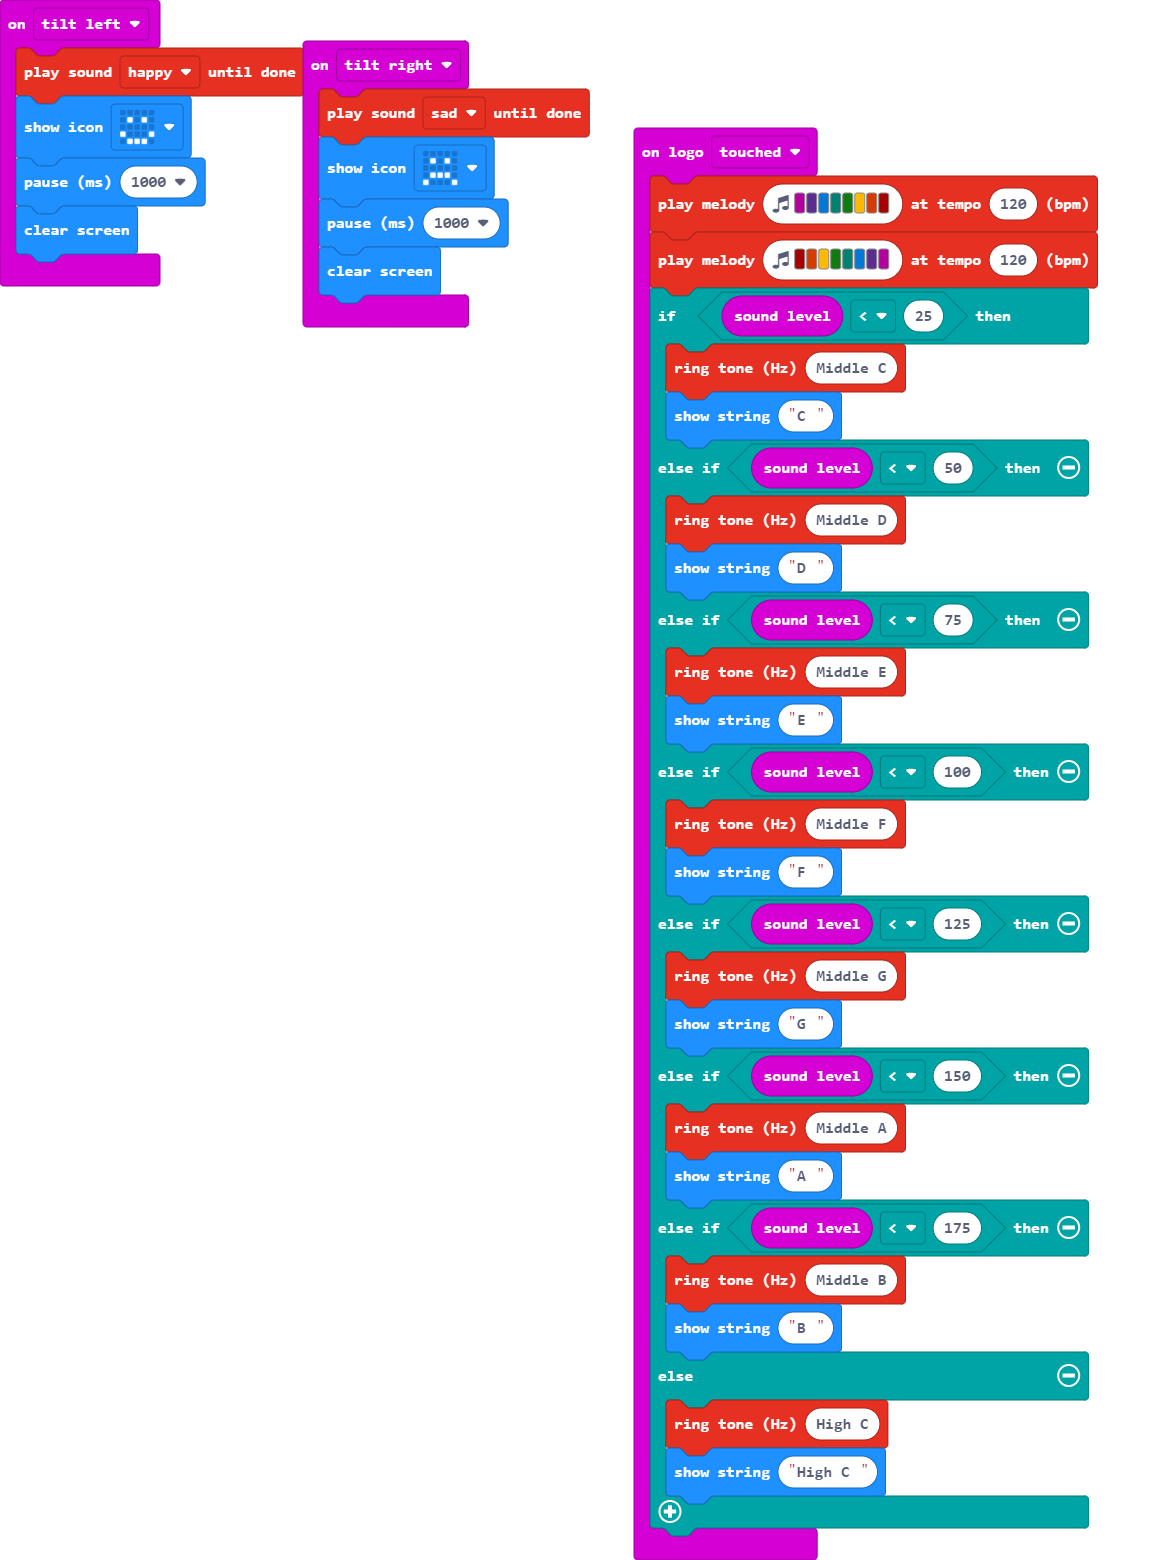 on tilt left
play sound happy until done
show icon
pause (ms) 1000
clear screen
on tilt right
play sound sad until done
show icon
pause (ms) 1000
clear screen
on logo touched
play melody at tempo 120 (bpm)
play melody at tempo 120 (bpm)
if sound level < 25 then
ring tone (Hz) Middle C
show string "C "
else if sound level < 50 then
ring tone (Hz) Middle D
show string "D "
else if sound level < 75 then
ring tone (Hz) Middle E
show string "E "
else if sound level < 100 then
ring tone (Hz) Middle F
show string "F "
else if sound level < 125 then
ring tone (Hz) Middle G
show string "G "
else if sound level < 150 then
ring tone (Hz) Middle A
show string "A "
else if sound level < 175 then
ring tone (Hz) Middle B
show string "B "
else
ring tone (Hz) High C
show string "High C "